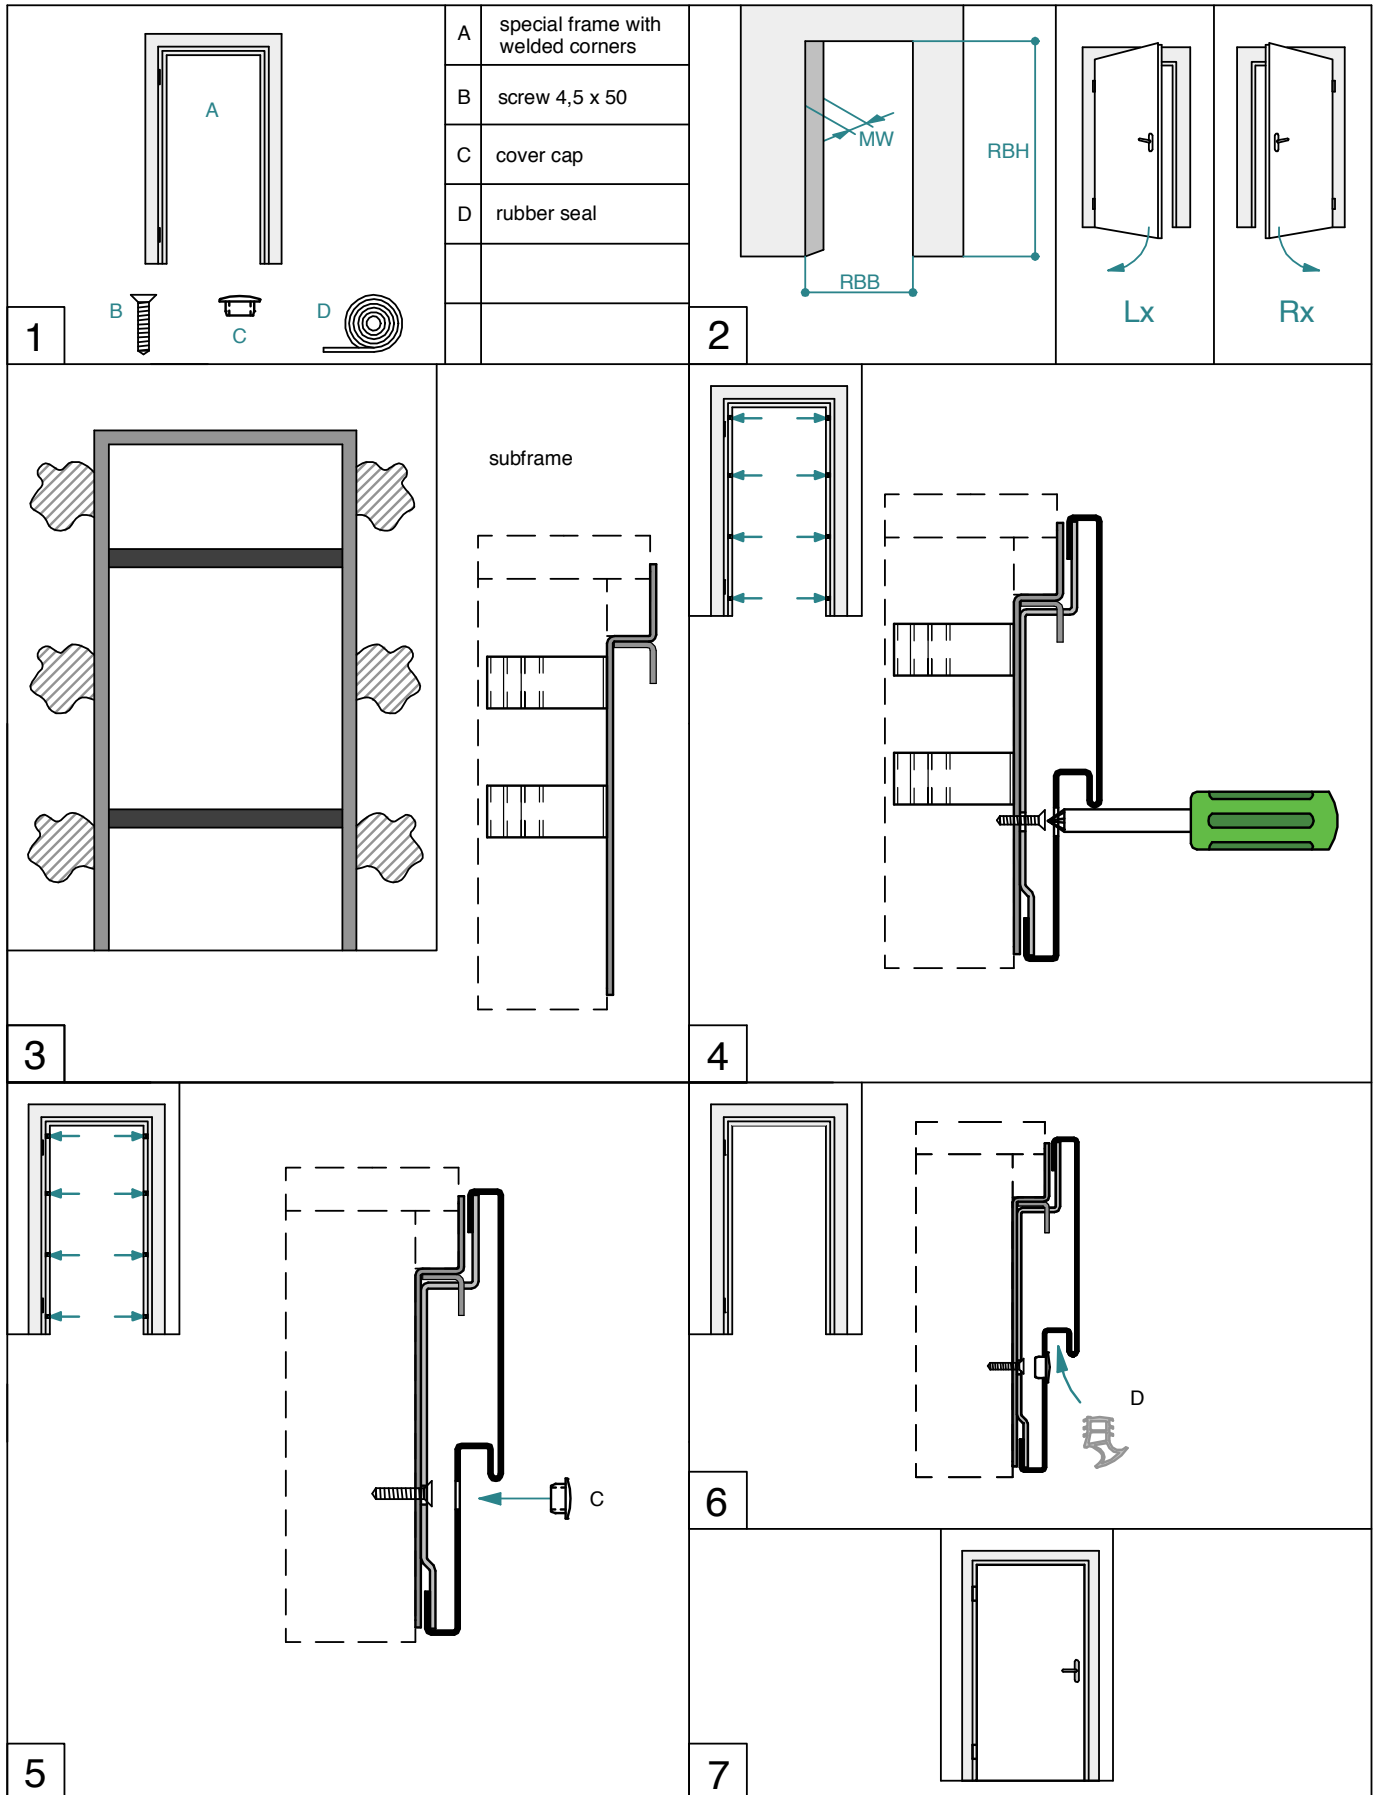 A
B
C
D
1
A
special frame with
welded corners
B
screw 4,5 x 50
C
cover cap
D
rubber seal
MW
RBH
RBB
2
Lx
Rx
subframe
3
4
C
5
D
6
7